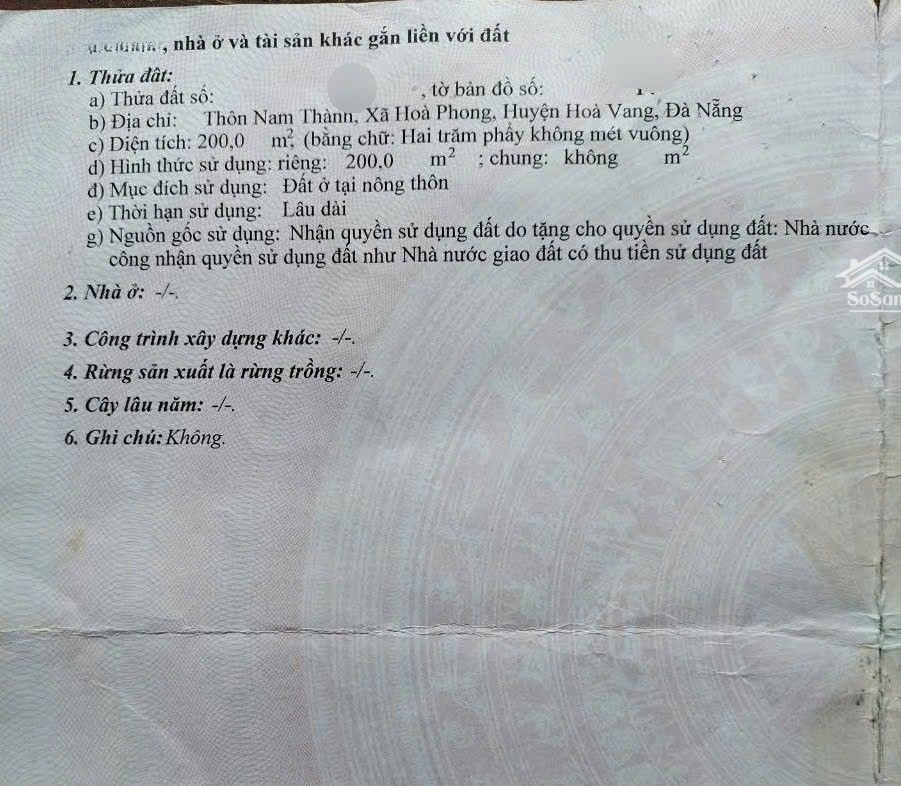 , nhà ở và tài sản khác gắn liền với đất
1. Thửa đất:
a) Thửa đất số: , tờ bản đồ số:
b) Địa chỉ: Thôn Nam Thành, Xã Hoà Phong, Huyện Hoà Vang, Đà Nẵng
c) Diện tích: 200,0 m², (bằng chữ: Hai trăm phẩy không mét vuông)
d) Hình thức sử dụng: riêng: 200,0 m² ; chung: không m²
đ) Mục đích sử dụng: Đất ở tại nông thôn
e) Thời hạn sử dụng: Lâu dài
g) Nguồn gốc sử dụng: Nhận quyền sử dụng đất do tặng cho quyền sử dụng đất: Nhà nước
công nhận quyền sử dụng đất như Nhà nước giao đất có thu tiền sử dụng đất
SoSan
2. Nhà ở: -/-.
3. Công trình xây dựng khác: -/-.
4. Rừng sản xuất là rừng trồng: -/-.
5. Cây lâu năm: -/-.
6. Ghi chú: Không.